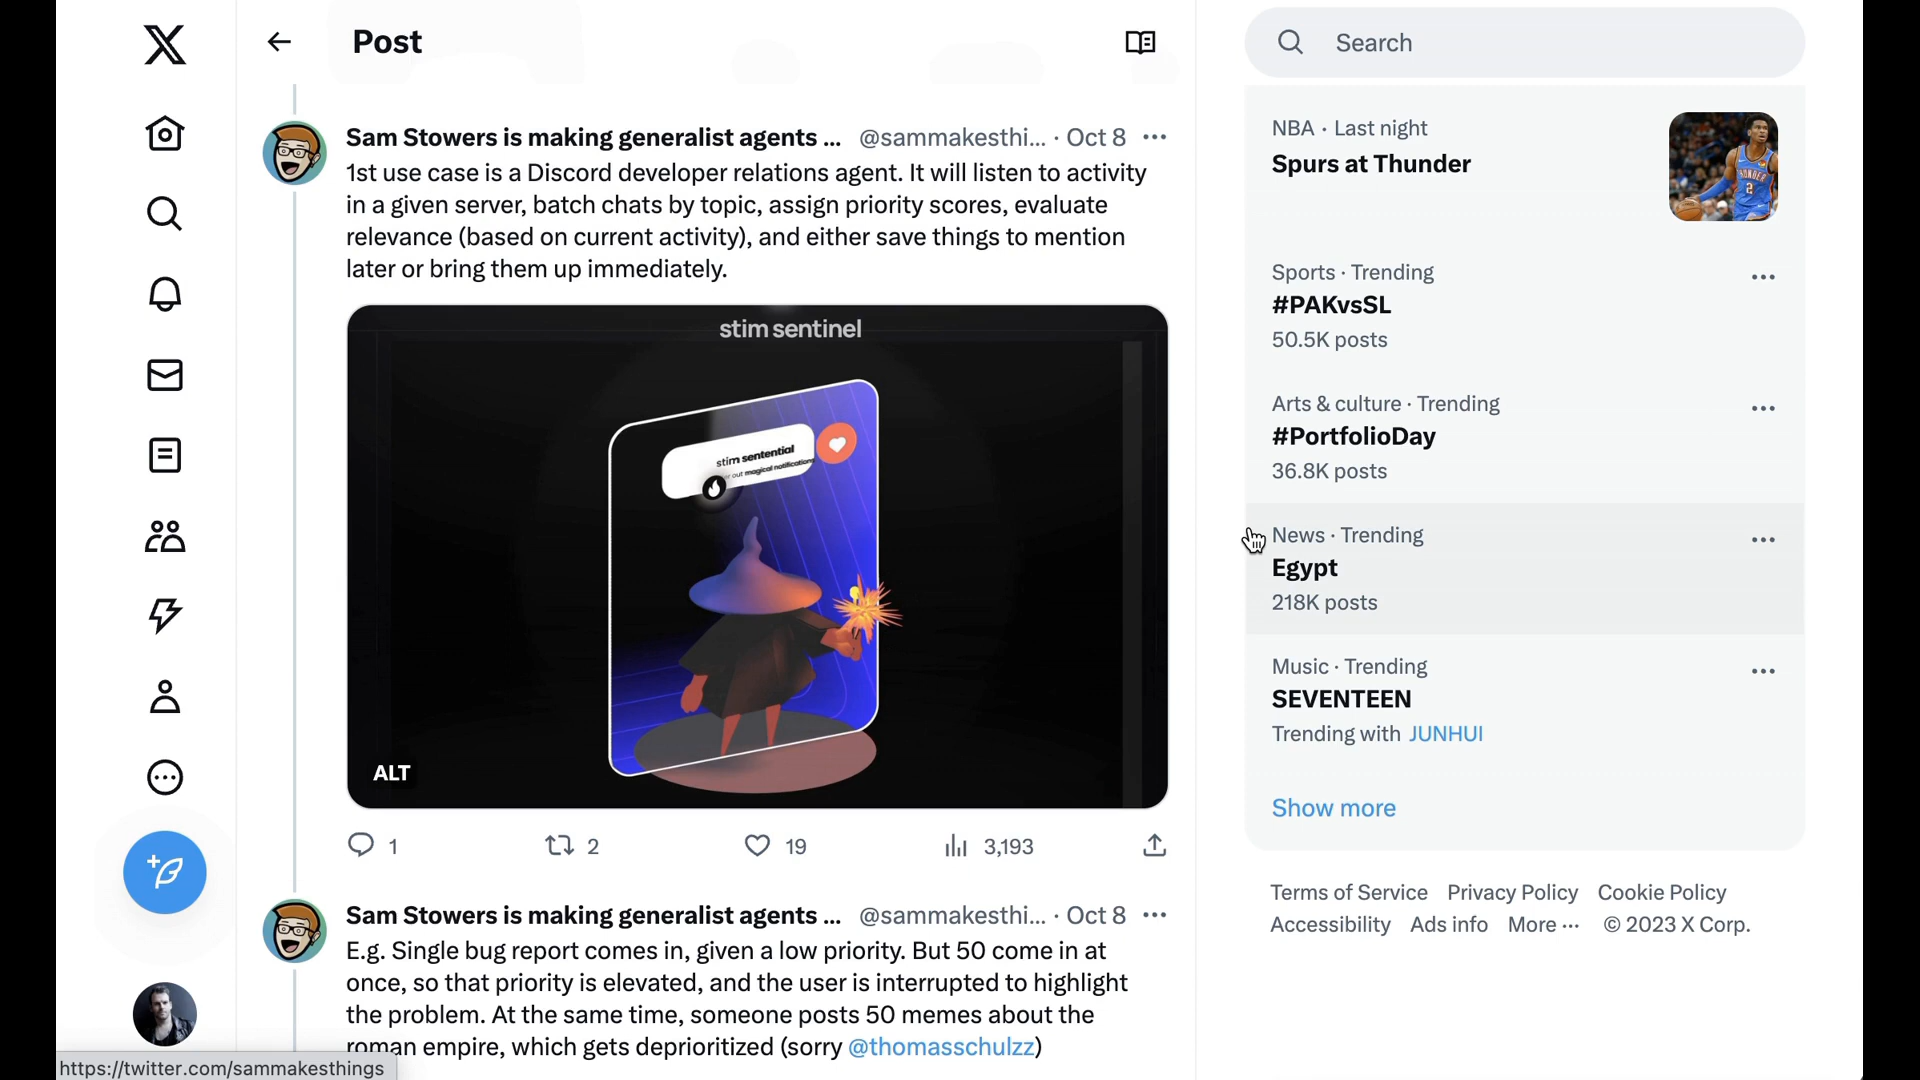 Post
Sam Stowers is making generalist agents ... @sammakesthi... · Oct 8
1st use case is a Discord developer relations agent. It will listen to activity
in a given server, batch chats by topic, assign priority scores, evaluate
relevance (based on current activity), and either save things to mention
later or bring them up immediately.
stim sentinel
stim sentential
out magical notifications
ALT
1
2
19
3,193
Sam Stowers is making generalist agents ... @sammakesthi... · Oct 8
E.g. Single bug report comes in, given a low priority. But 50 come in at
once, so that priority is elevated, and the user is interrupted to highlight
the problem. At the same time, someone posts 50 memes about the
roman empire, which gets deprioritized (sorry @thomasschulzz)
https://twitter.com/sammakesthings
Search
NBA · Last night
Spurs at Thunder
THUNDER
2
Sports · Trending
#PAKvsSL
50.5K posts
Arts & culture · Trending
#PortfolioDay
36.8K posts
News · Trending
Egypt
218K posts
Music · Trending
SEVENTEEN
Trending with JUNHUI
Show more
Terms of Service Privacy Policy Cookie Policy
Accessibility Ads info More ··· © 2023 X Corp.